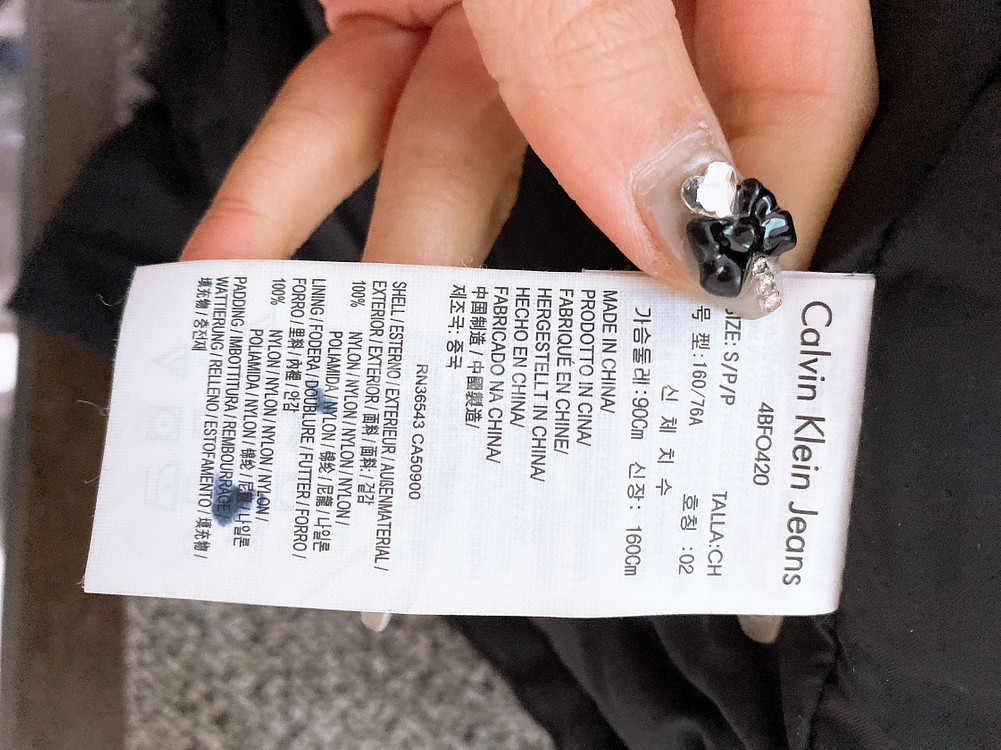 Calvin Klein Jeans
4BFO420
SIZE: S/P/P TALLA:CH
号 型:160/76A 호칭 :02
신 체 치 수
가슴둘레:90Cm 신장: 160Cm
MADE IN CHINA/
PRODOTTO IN CINA/
FABRIQUÉ EN CHINE/
HERGESTELLT IN CHINA/
HECHO EN CHINA/
FABRICADO NA CHINA/
中国制造 / 中國製造/
제조국: 중국
RN36543 CA50900
SHELL / ESTERNO / EXTERIEUR / AUßENMATERIAL /
EXTERIOR / EXTERIOR / 面料 / 面料 / 겉감
100% NYLON / NYLON / NYLON / NYLON /
POLIAMIDA / NYLON / 锦纶 / 尼龍 / 나일론
LINING / FODERA / DOUBLURE / FUTTER / FORRO /
FORRO / 里料 / 內裡 / 안감
100% NYLON / NYLON / NYLON / NYLON /
POLIAMIDA / NYLON / 锦纶 / 尼龍 / 나일론
PADDING / IMBOTTITURA / REMBOURRAGE /
WATTIERUNG / RELLENO / ESTOFAMENTO / 填充物 /
填充物 / 충전재